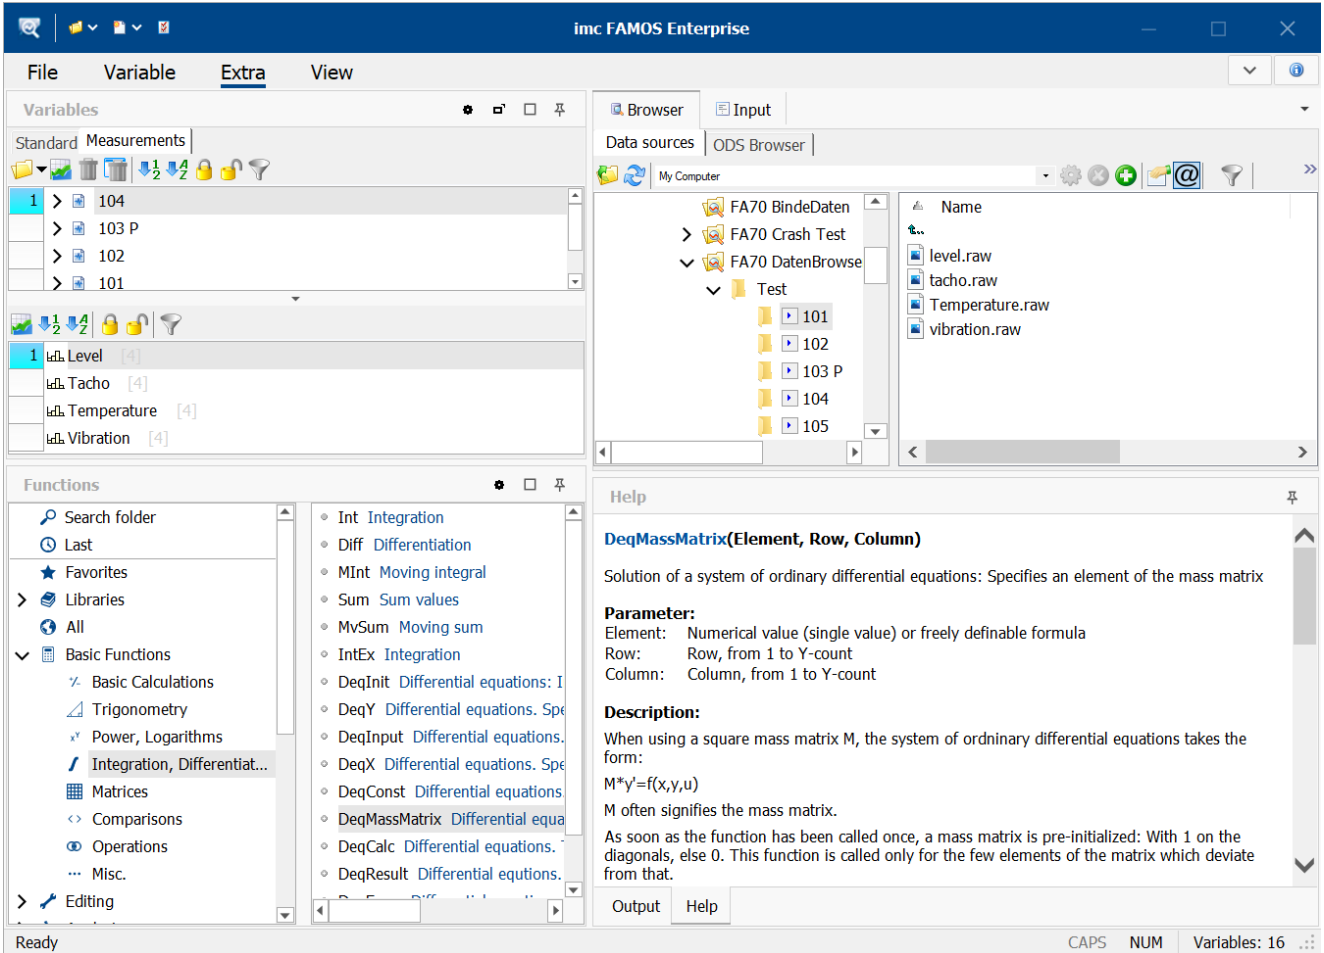 imc FAMOS Enterprise
File Variable Extra View
Variables
Standard Measurements
1 104
103 P
102
101
1 Level [4]
Tacho [4]
Temperature [4]
Vibration [4]
Browser Input
Data sources ODS Browser
My Computer
FA70 BindeDaten
FA70 Crash Test
FA70 DatenBrowse
Test
101
102
103 P
104
105
Name
level.raw
tacho.raw
Temperature.raw
vibration.raw
Functions
Search folder
Last
Favorites
Libraries
All
Basic Functions
Basic Calculations
Trigonometry
Power, Logarithms
Integration, Differentiat...
Matrices
Comparisons
Operations
Misc.
Editing
Int Integration
Diff Differentiation
MInt Moving integral
Sum Sum values
MvSum Moving sum
IntEx Integration
DeqInit Differential equations: I
DeqY Differential equations. Spe
DeqInput Differential equations.
DeqX Differential equations. Spe
DeqConst Differential equations
DeqMassMatrix Differential equa
DeqCalc Differential equations.
DeqResult Differential equtions.
Help
DeqMassMatrix(Element, Row, Column)
Solution of a system of ordinary differential equations: Specifies an element of the mass matrix
Parameter:
Element: Numerical value (single value) or freely definable formula
Row: Row, from 1 to Y-count
Column: Column, from 1 to Y-count
Description:
When using a square mass matrix M, the system of ordninary differential equations takes the
form:
M*y'=f(x,y,u)
M often signifies the mass matrix.
As soon as the function has been called once, a mass matrix is pre-initialized: With 1 on the
diagonals, else 0. This function is called only for the few elements of the matrix which deviate
from that.
Output Help
Ready
CAPS NUM Variables: 16